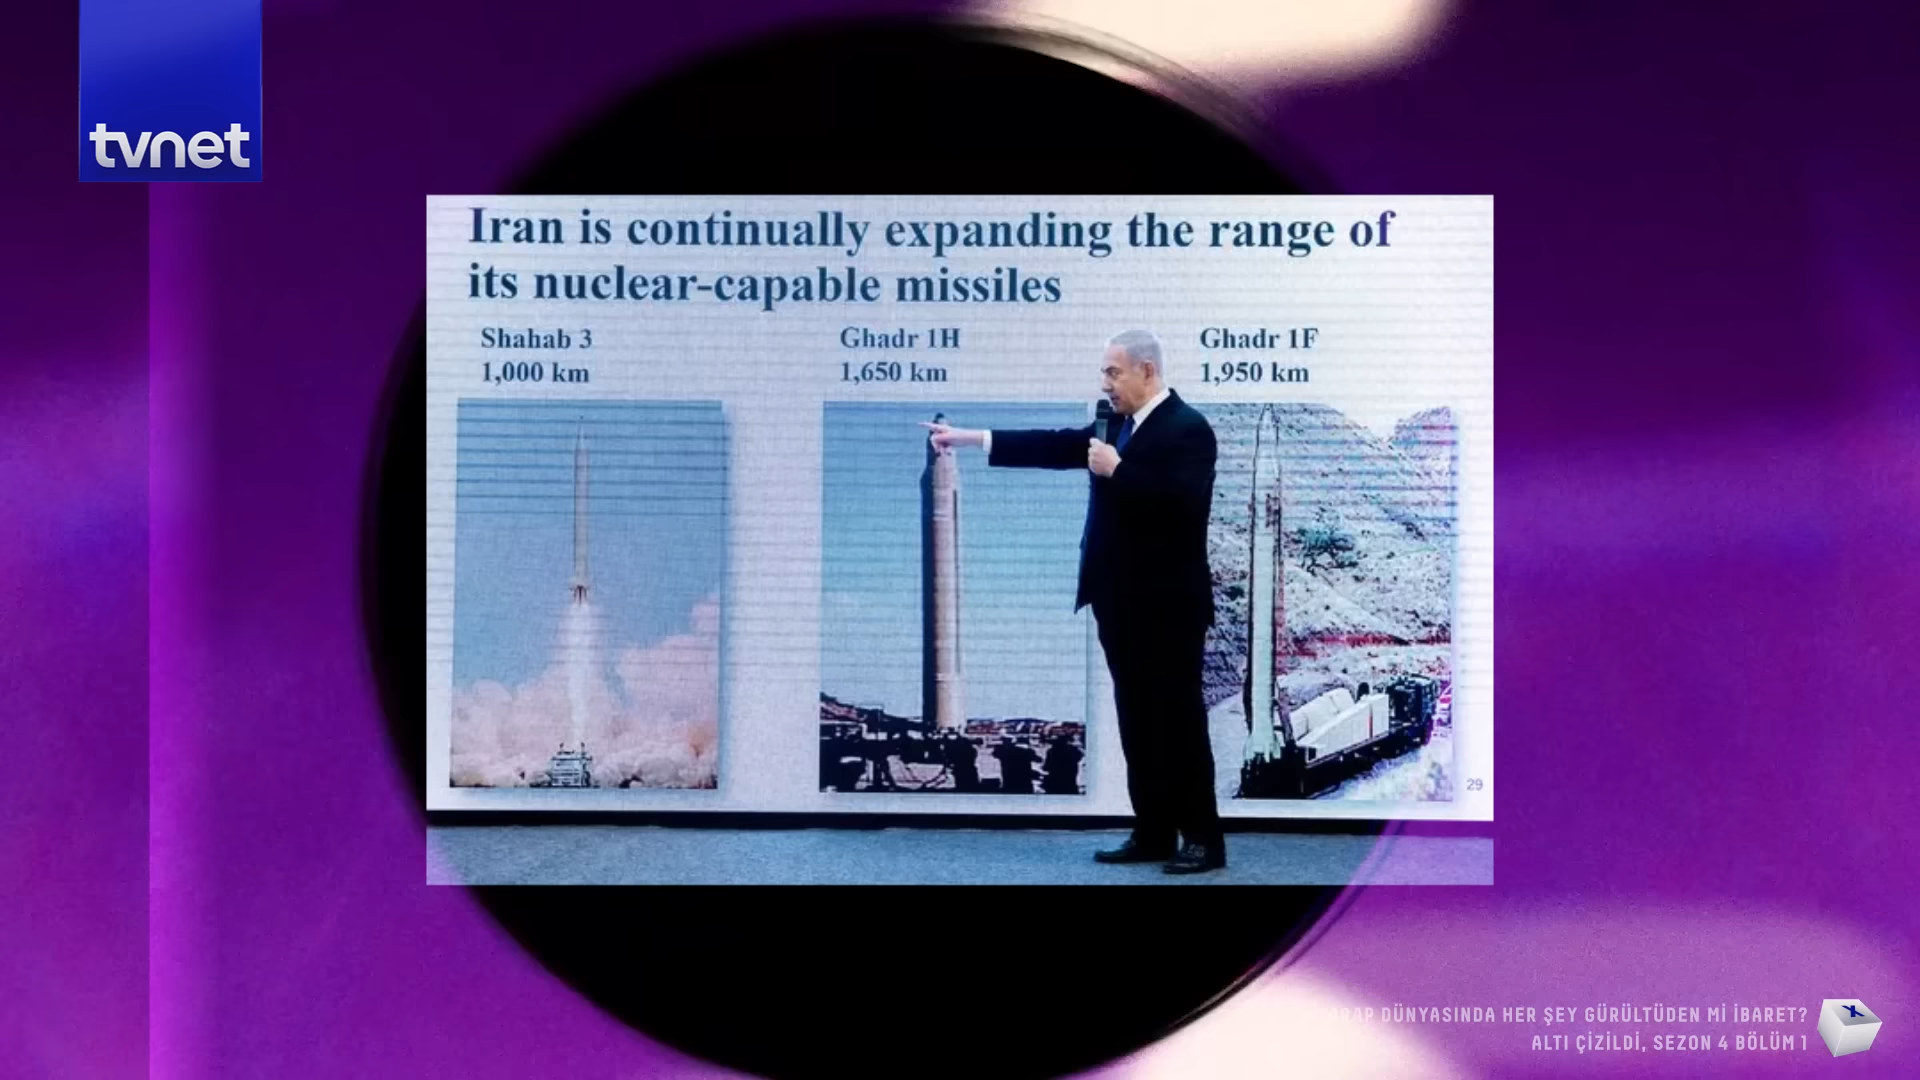 tvnet
Iran is continually expanding the range of
its nuclear-capable missiles
Shahab 3
1,000 km
Ghadr 1H
1,650 km
Ghadr 1F
1,950 km
29
DÜNYASINDA HER ŞEY GÜRÜLTÜDEN Mİ İBARET?
ALTI ÇİZİLDİ, SEZON 4 BÖLÜM 1